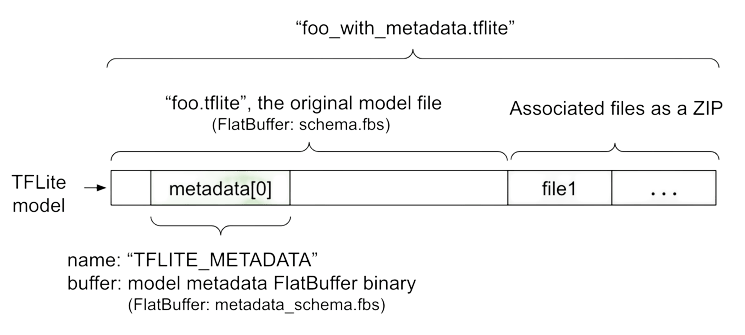 “foo_with_metadata.tflite”
“foo.tflite”, the original model file
(FlatBuffer: schema.fbs)
Associated files as a ZIP
TFLite
model
metadata[0]
file1
...
name: “TFLITE_METADATA”
buffer: model metadata FlatBuffer binary
(FlatBuffer: metadata_schema.fbs)